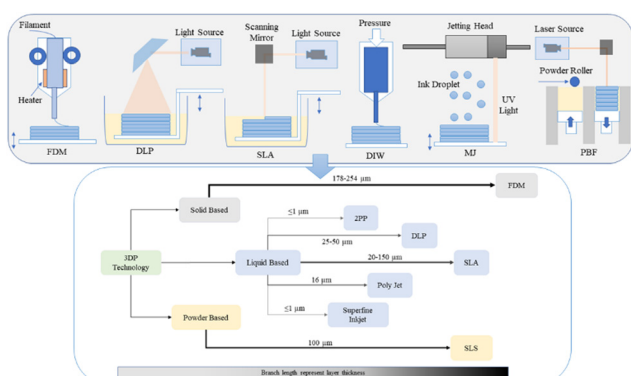 Filament
Heater
FDM
Light Source
DLP
Scanning
Mirror
Light Source
SLA
Pressure
DIW
Jetting Head
Ink Droplet
UV
Light
MJ
Laser Source
Powder Roller
PBF
178-254 μm
Solid Based
FDM
≤1 μm
2PP
25-50 μm
DLP
3DP
Technology
Liquid Based
20-150 μm
SLA
16 μm
Poly Jet
≤1 μm
Superfine
Inkjet
Powder Based
100 μm
SLS
Branch length represent layer thickness